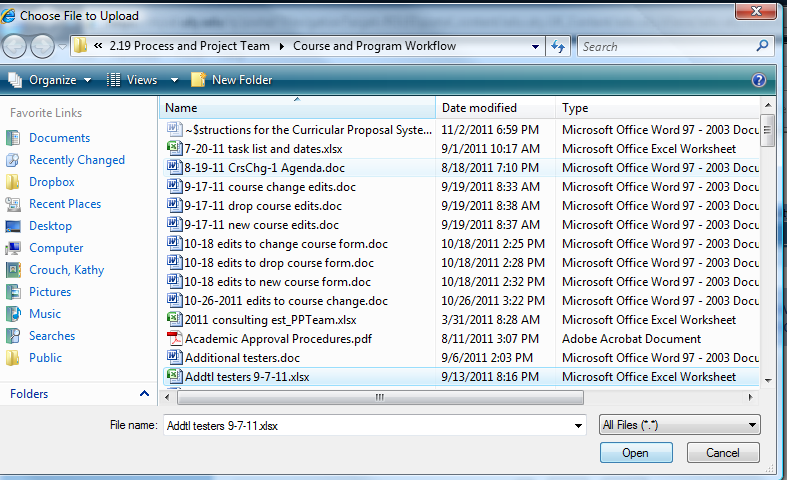 Choose File to Upload
« 2.19 Process and Project Team Course and Program Workflow Search
Organize Views New Folder
Favorite Links
Documents
Recently Changed
Dropbox
Recent Places
Desktop
Computer
Crouch, Kathy
Pictures
Music
Searches
Public
Folders
Name Date modified Type
~$structions for the Curricular Proposal Syste... 11/2/2011 6:59 PM Microsoft Office Word 97 - 2003 Docu
7-20-11 task list and dates.xlsx 9/1/2011 10:17 AM Microsoft Office Excel Worksheet
8-19-11 CrsChg-1 Agenda.doc 8/18/2011 7:10 PM Microsoft Office Word 97 - 2003 Docu
9-17-11 course change edits.doc 9/19/2011 8:33 AM Microsoft Office Word 97 - 2003 Docu
9-17-11 drop course edits.doc 9/19/2011 8:38 AM Microsoft Office Word 97 - 2003 Docu
9-17-11 new course edits.doc 9/19/2011 8:37 AM Microsoft Office Word 97 - 2003 Docu
10-18 edits to change course form.doc 10/18/2011 2:25 PM Microsoft Office Word 97 - 2003 Docu
10-18 edits to drop course form.doc 10/18/2011 2:28 PM Microsoft Office Word 97 - 2003 Docu
10-18 edits to new course form.doc 10/18/2011 2:32 PM Microsoft Office Word 97 - 2003 Docu
10-26-2011 edits to course change.doc 10/26/2011 3:22 PM Microsoft Office Word 97 - 2003 Docu
2011 consulting est_PPTeam.xlsx 3/31/2011 8:28 AM Microsoft Office Excel Worksheet
Academic Approval Procedures.pdf 8/11/2011 3:07 PM Adobe Acrobat Document
Additional testers.doc 9/6/2011 2:03 PM Microsoft Office Word 97 - 2003 Docu
Addtl testers 9-7-11.xlsx 9/13/2011 8:16 PM Microsoft Office Excel Worksheet
File name: Addtl testers 9-7-11.xlsx All Files (*.*)
Open Cancel